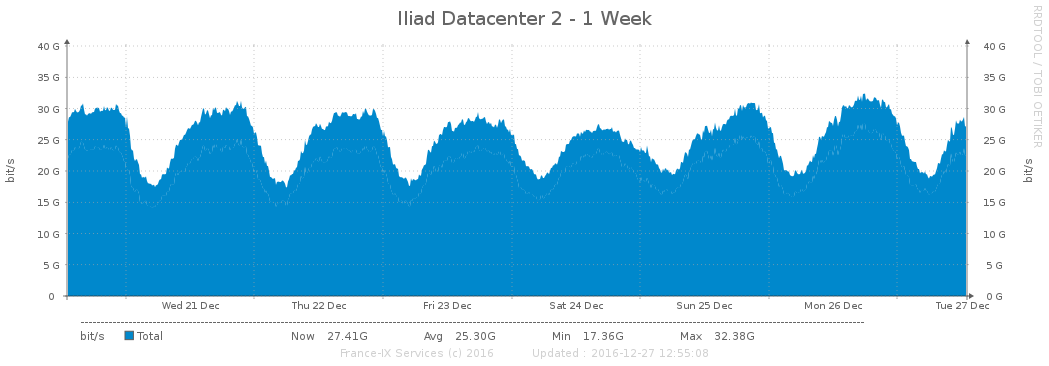 Iliad Datacenter 2 - 1 Week
RRDTOOL / TOBI OETIKER
40 G 40 G
35 G 35 G
30 G 30 G
25 G 25 G
20 G 20 G
15 G 15 G
10 G 10 G
5 G 5 G
0 0 G
bit/s bit/s
Wed 21 Dec Thu 22 Dec Fri 23 Dec Sat 24 Dec Sun 25 Dec Mon 26 Dec Tue 27 Dec
bit/s Total Now 27.41G Avg 25.30G Min 17.36G Max 32.38G
France-IX Services (c) 2016 Updated : 2016-12-27 12:55:08